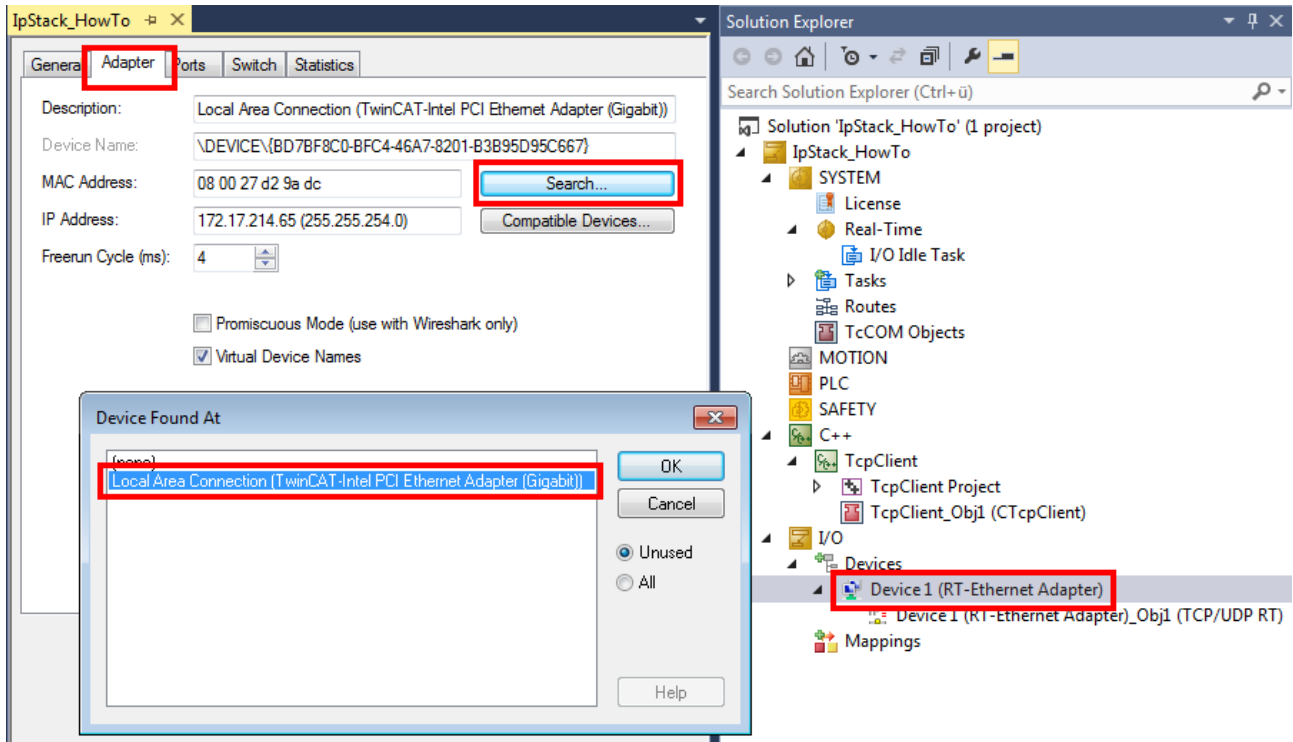 IpStack_HowTo
General Adapter Ports Switch Statistics
Description: Local Area Connection (TwinCAT-Intel PCI Ethernet Adapter (Gigabit))
Device Name: \DEVICE\{BD7BF8C0-BFC4-46A7-8201-B3B95D95C667}
MAC Address: 08 00 27 d2 9a dc Search...
IP Address: 172.17.214.65 (255.255.254.0) Compatible Devices...
Freerun Cycle (ms): 4
Promiscuous Mode (use with Wireshark only)
Virtual Device Names
Device Found At
(none)
Local Area Connection (TwinCAT-Intel PCI Ethernet Adapter (Gigabit))
OK
Cancel
Unused
All
Help
Solution Explorer
Search Solution Explorer (Ctrl+ü)
Solution 'IpStack_HowTo' (1 project)
IpStack_HowTo
SYSTEM
License
Real-Time
I/O Idle Task
Tasks
Routes
TcCOM Objects
MOTION
PLC
SAFETY
C++
TcpClient
TcpClient Project
TcpClient_Obj1 (CTcpClient)
I/O
Devices
Device 1 (RT-Ethernet Adapter)
Device 1 (RT-Ethernet Adapter)_Obj1 (TCP/UDP RT)
Mappings